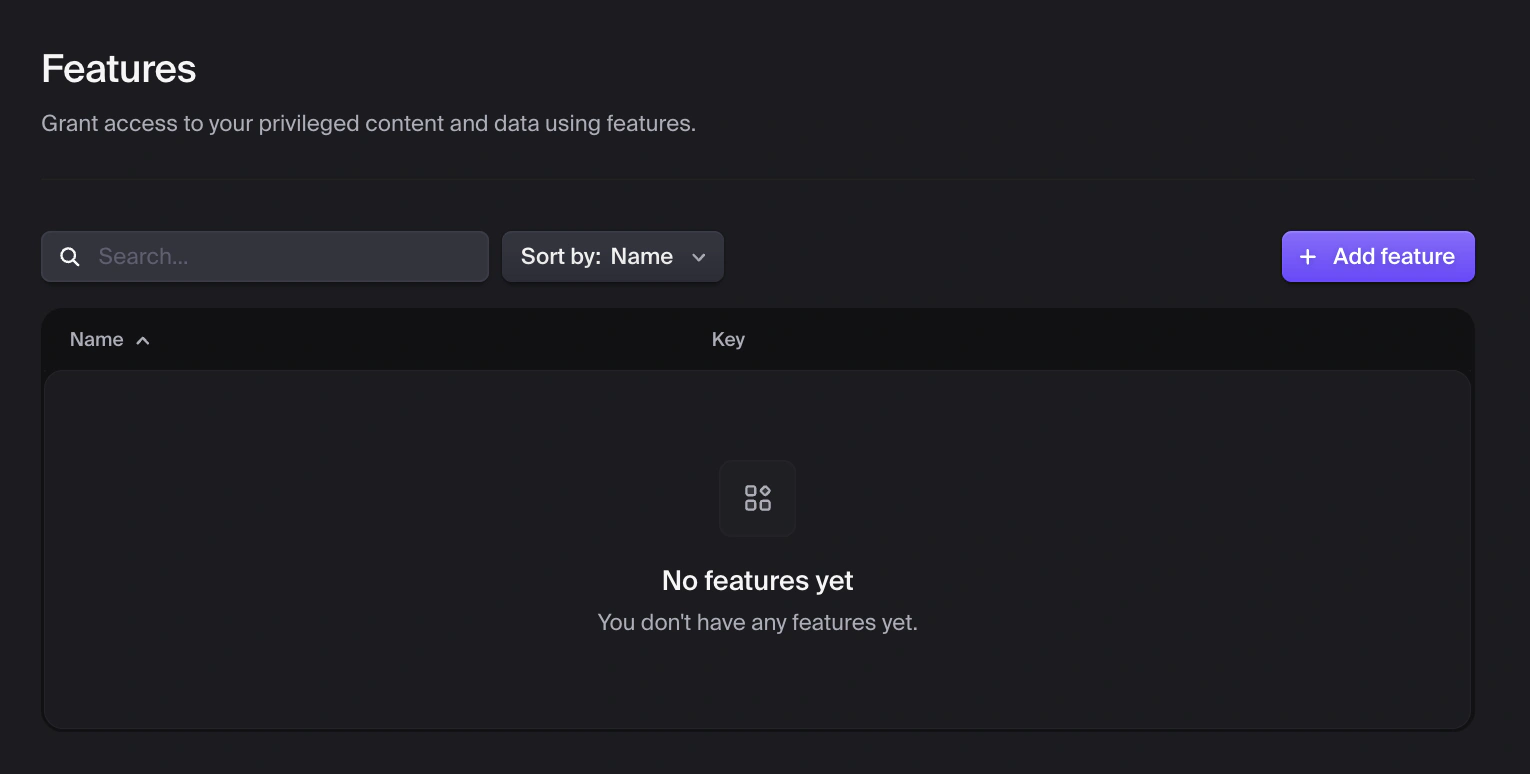 Features
Grant access to your privileged content and data using features.
Search...
Sort by: Name
Add feature
Name
Key
No features yet
You don't have any features yet.